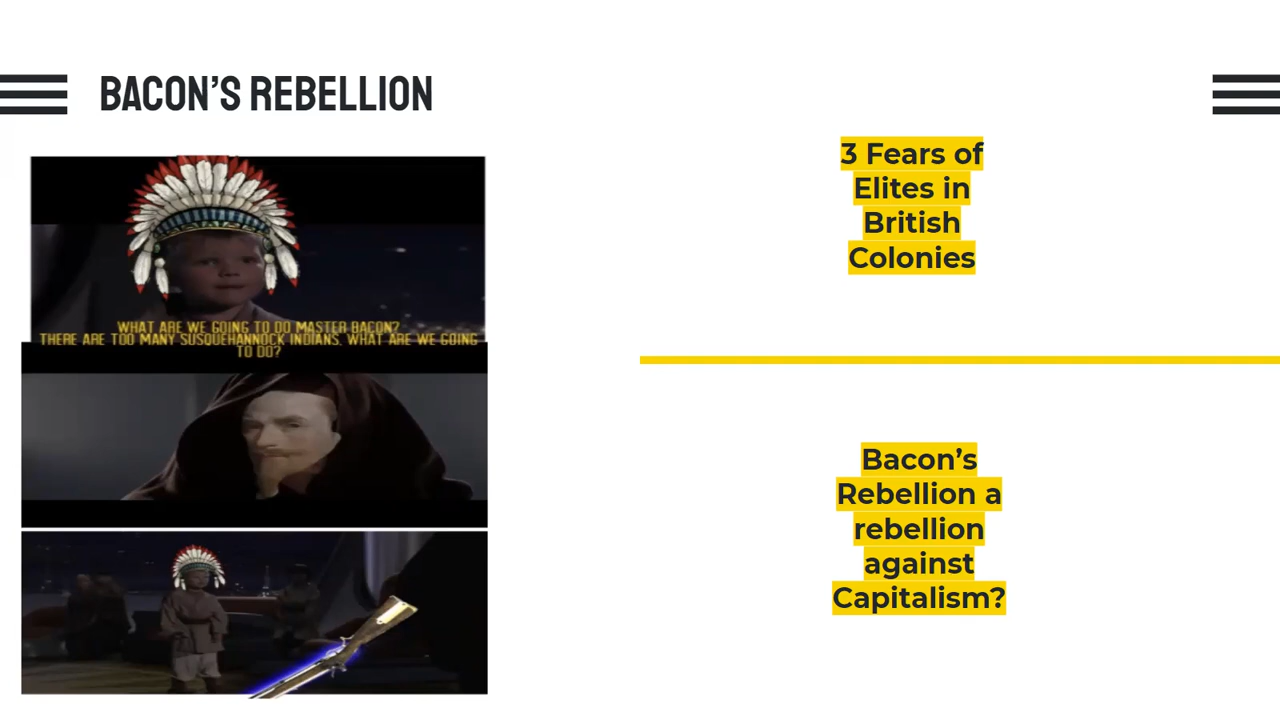 BACON'S REBELLION
WHAT ARE WE GOING TO DO MASTER BACON?
THERE ARE TOO MANY SUSQUEHANNOCK INDIANS. WHAT ARE WE GOING
TO DO?
3 Fears of
Elites in
British
Colonies
Bacon's
Rebellion a
rebellion
against
Capitalism?